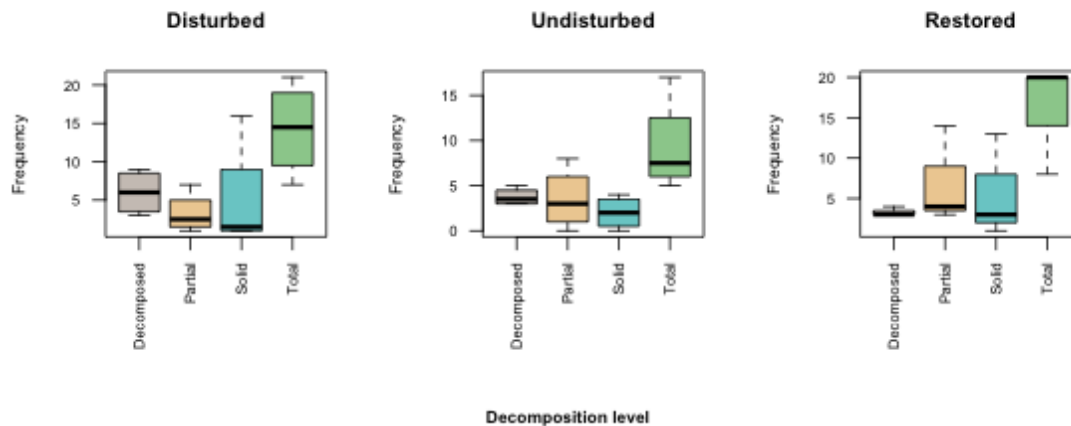 Disturbed
Undisturbed
Restored
Frequency
20
15
10
5
Decomposed
Partial
Solid
Total
Frequency
15
10
5
0
Decomposed
Partial
Solid
Total
Frequency
20
15
10
5
Decomposed
Partial
Solid
Total
Decomposition level